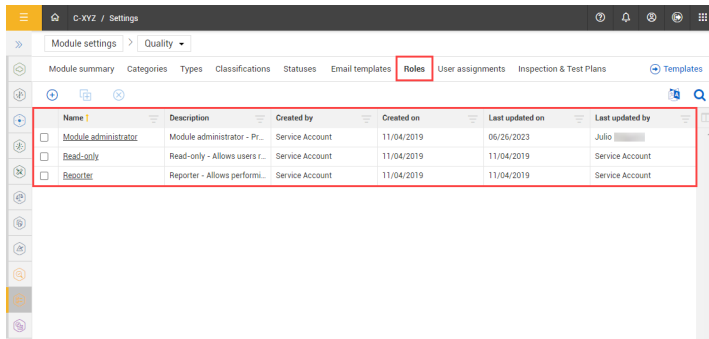 C-XYZ / Settings
Module settings > Quality
Module summary Categories Types Classifications Statuses Email templates Roles User assignments Inspection & Test Plans Templates
Name Description Created by Created on Last updated on Last updated by
Module administrator Module administrator - Pr... Service Account 11/04/2019 06/26/2023 Julio
Read-only Read-only - Allows users r... Service Account 11/04/2019 11/04/2019 Service Account
Reporter Reporter - Allows performi... Service Account 11/04/2019 11/04/2019 Service Account